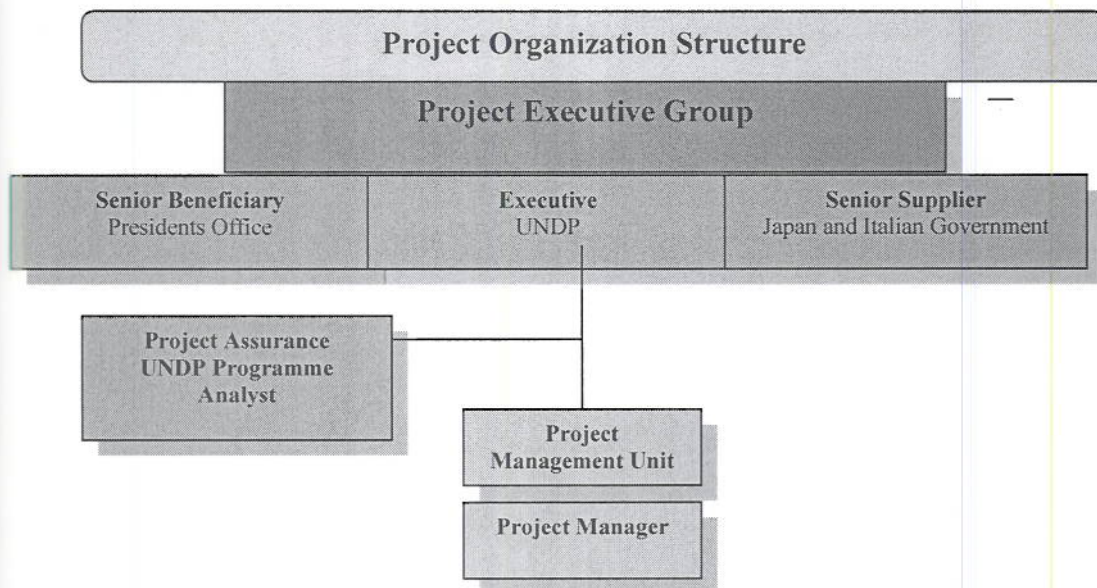 Project Organization Structure
Project Executive Group
Senior Beneficiary
Presidents Office
Executive
UNDP
Senior Supplier
Japan and Italian Government
Project Assurance
UNDP Programme
Analyst
Project
Management Unit
Project Manager